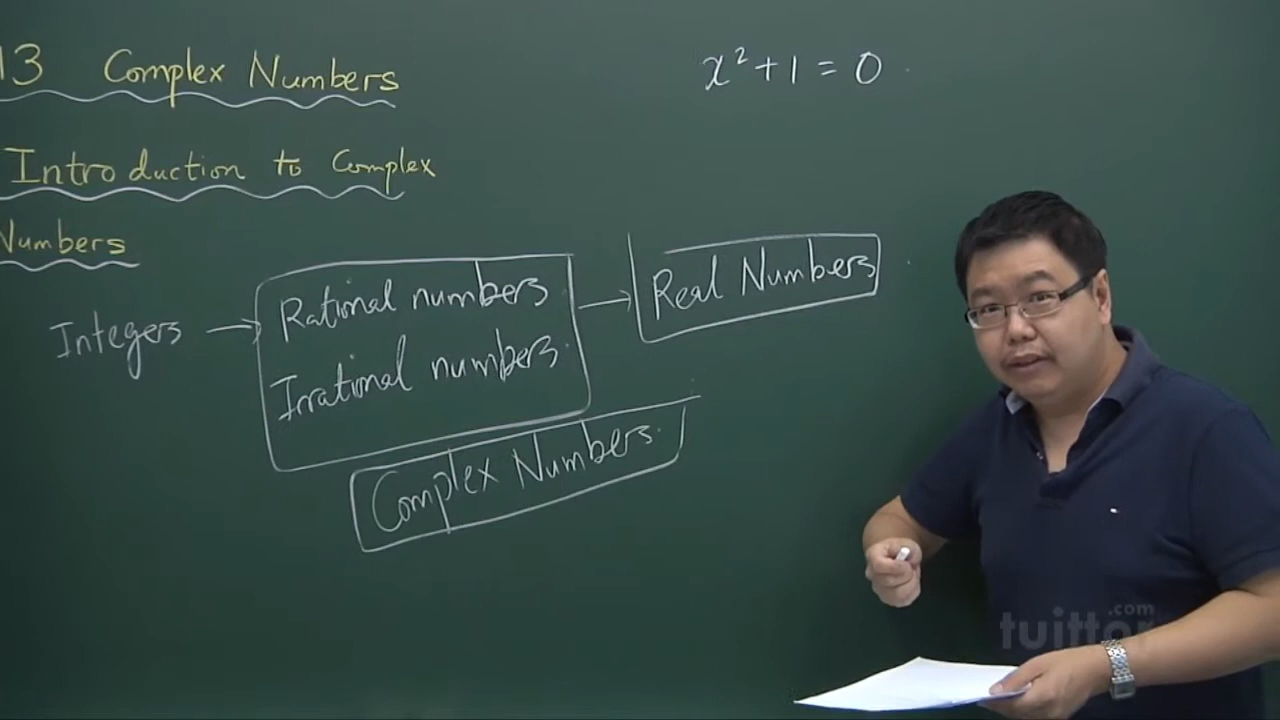 13 Complex Numbers
x² + 1 = 0
Introduction to Complex
Numbers
Integers → Rational numbers → Real Numbers
Irrational numbers
Complex Numbers
tuittor.com